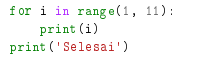 for i in range(1, 11):
    print(i)
print('Selesai')